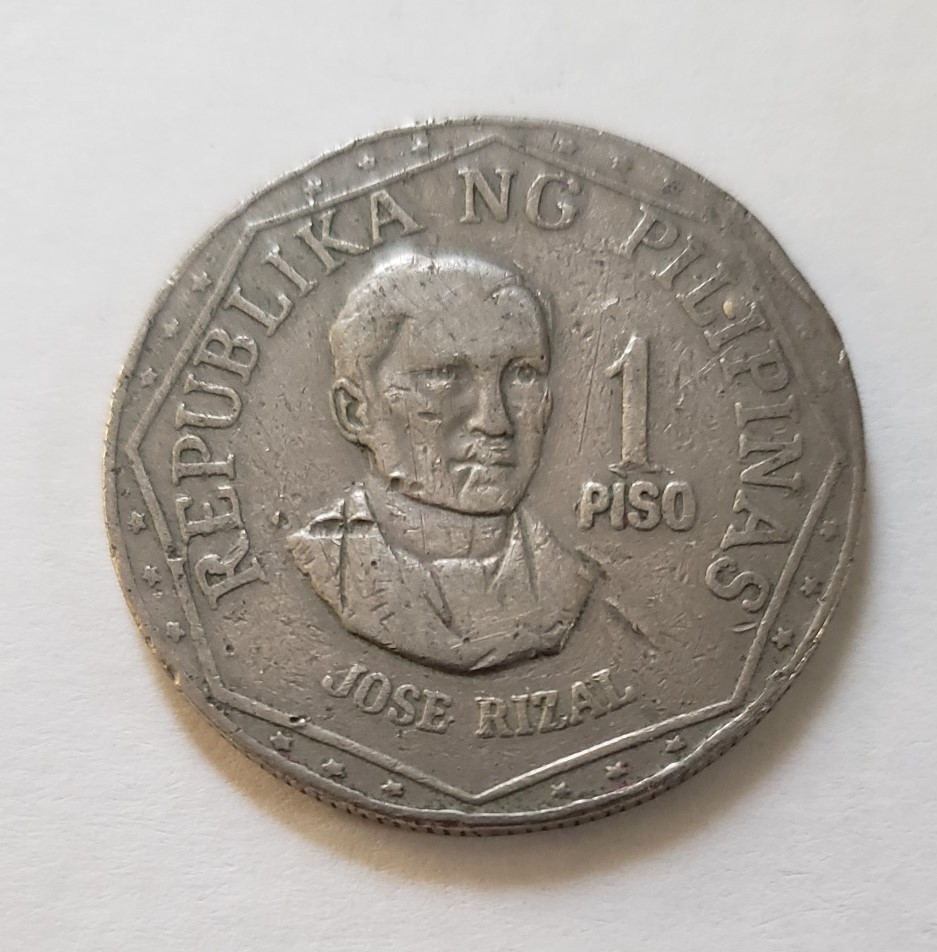 REPUBLIKA NG PILIPINAS
1
PISO
JOSE RIZAL